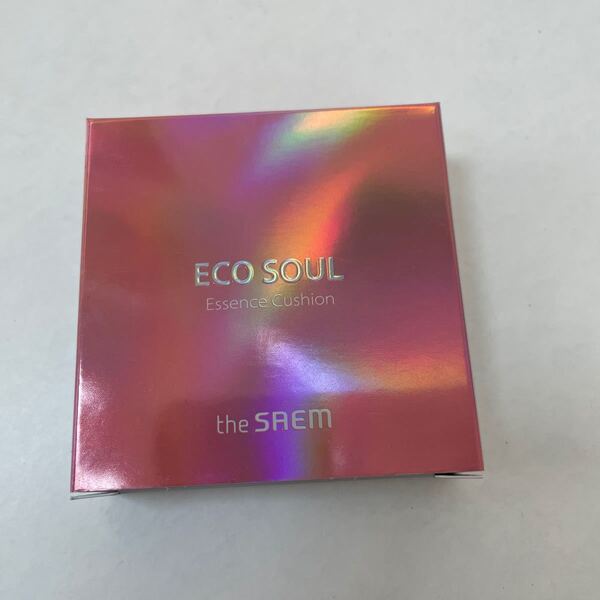 ECO SOUL
Essence Cushion
the SAEM